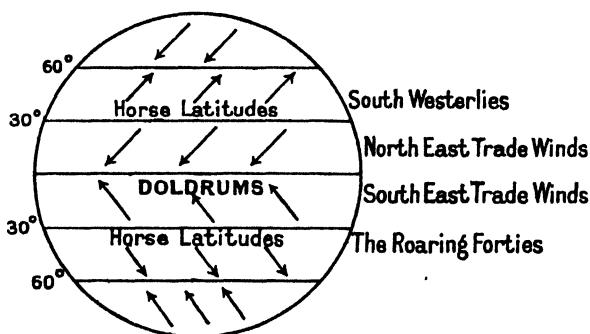 60°
Horse Latitudes
South Westerlies
30°
North East Trade Winds
DOLDRUMS
South East Trade Winds
30°
Horse Latitudes
The Roaring Forties
60°